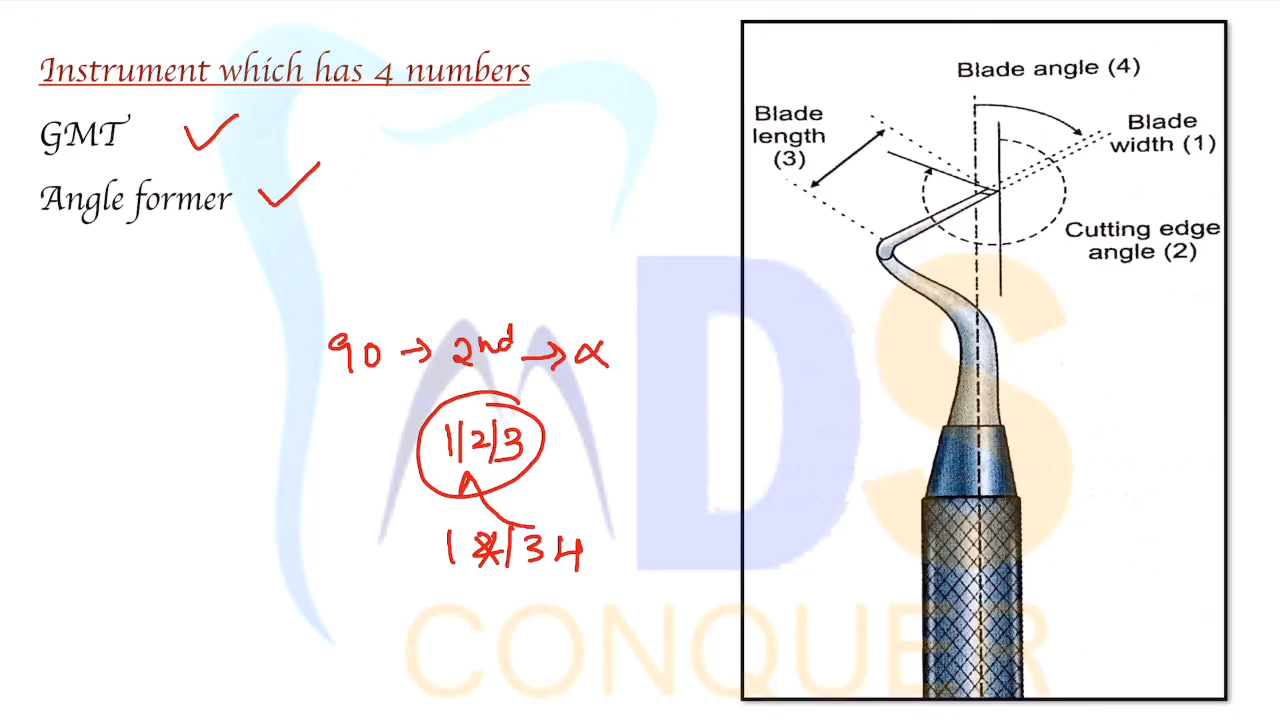 Instrument which has 4 numbers
GMT
Angle former
90 → 2nd → α
1|2|3
1 2 | 3 4
Blade angle (4)
Blade
length
(3)
Blade
width (1)
Cutting edge
angle (2)
MDS
CONQUER